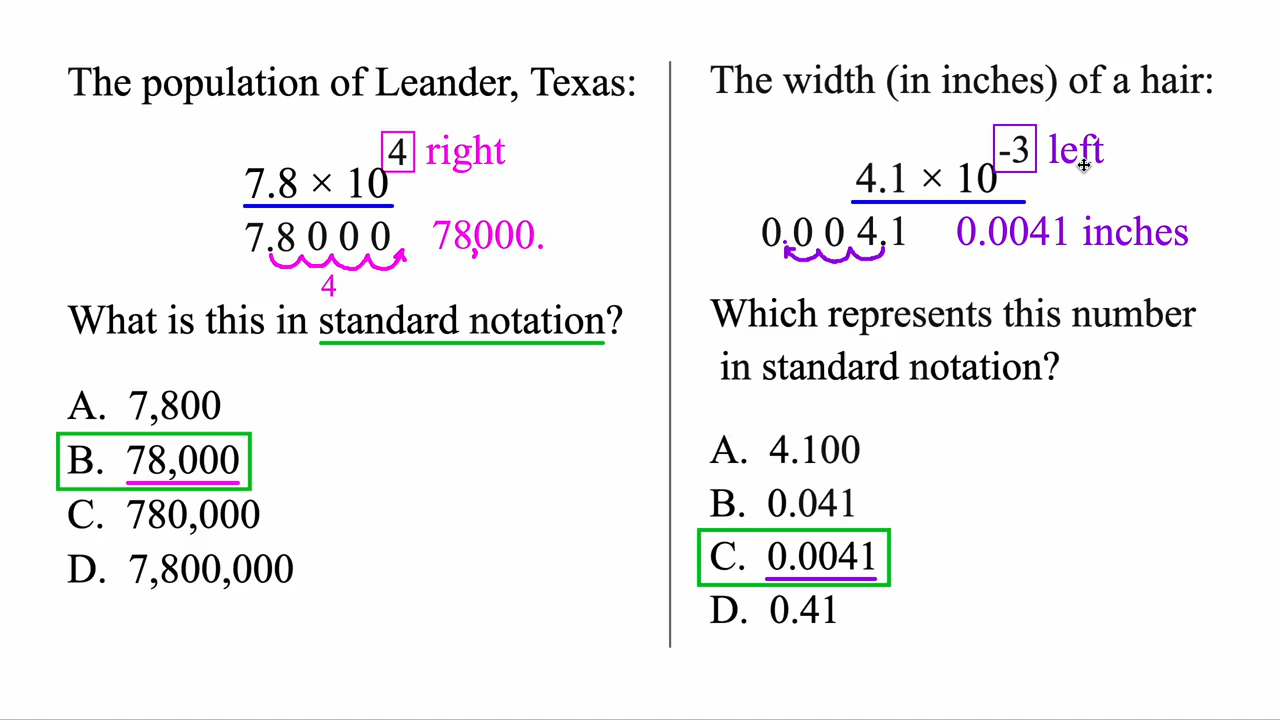 The population of Leander, Texas:
7.8 × 10 4 right
7.8 0 0 0 78,000.
4
What is this in standard notation?
A. 7,800
B. 78,000
C. 780,000
D. 7,800,000
The width (in inches) of a hair:
4.1 × 10 -3 left
0.0 0 4.1 0.0041 inches
Which represents this number
in standard notation?
A. 4.100
B. 0.041
C. 0.0041
D. 0.41